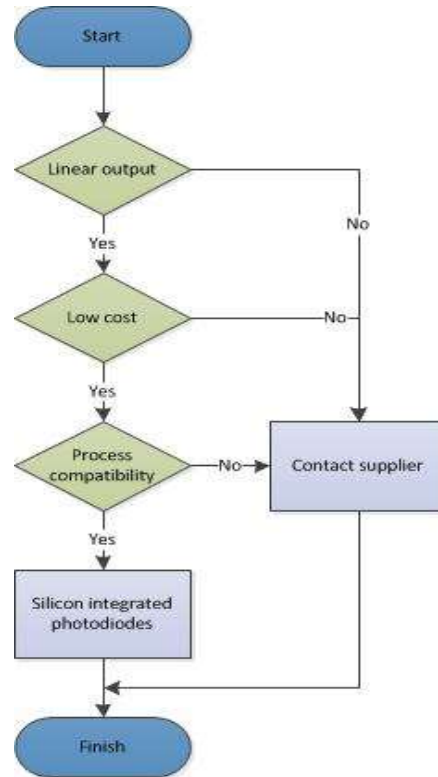 Start
Linear output
No
Yes
Low cost
No
Yes
Process
compatibility
No
Contact supplier
Yes
Silicon integrated
photodiodes
Finish